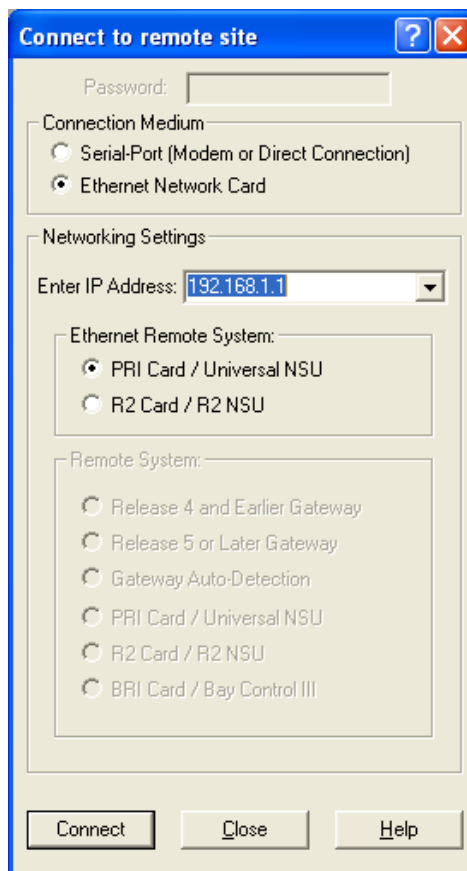 Connect to remote site
Password:
Connection Medium
Serial-Port (Modem or Direct Connection)
Ethernet Network Card
Networking Settings
Enter IP Address: 192.168.1.1
Ethernet Remote System:
PRI Card / Universal NSU
R2 Card / R2 NSU
Remote System:
Release 4 and Earlier Gateway
Release 5 or Later Gateway
Gateway Auto-Detection
PRI Card / Universal NSU
R2 Card / R2 NSU
BRI Card / Bay Control III
Connect Close Help